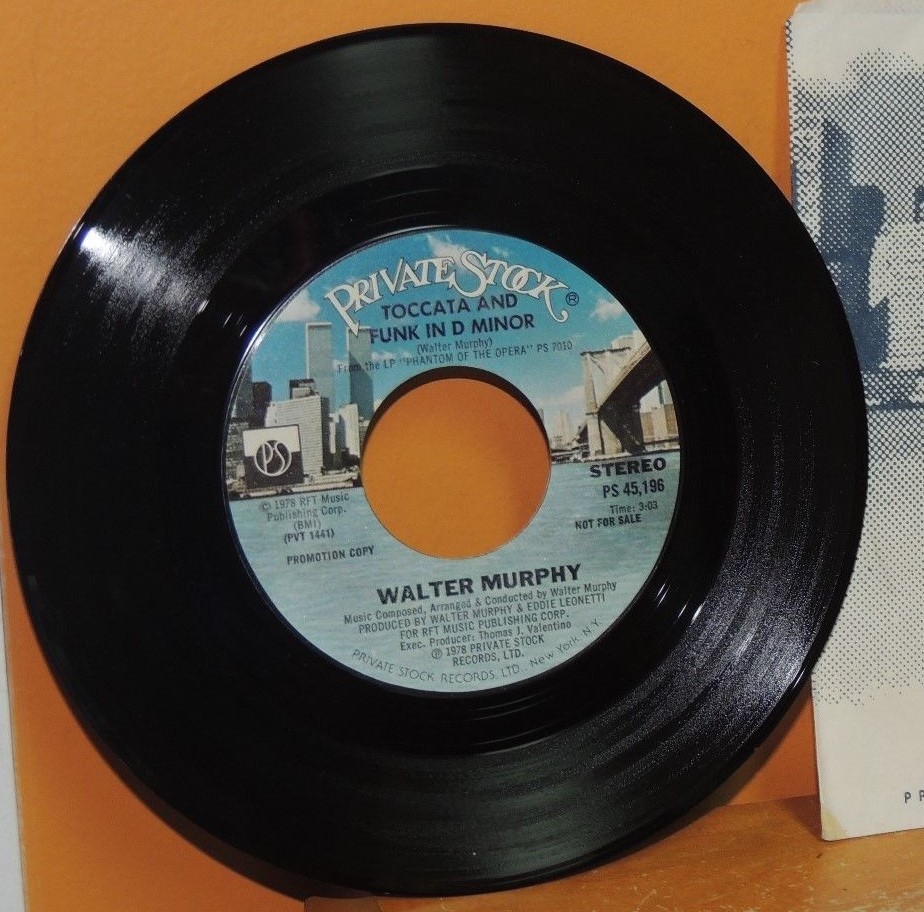 PRIVATE STOCK ®
TOCCATA AND
FUNK IN D MINOR
(Walter Murphy)
From the LP "PHANTOM OF THE OPERA" PS 7010
PS
STEREO
PS 45,196
Time: 3:03
NOT FOR SALE
© 1978 RFT Music
Publishing Corp.
(BMI)
(PVT 1441)
PROMOTION COPY
WALTER MURPHY
Music Composed, Arranged & Conducted by Walter Murphy
PRODUCED BY WALTER MURPHY & EDDIE LEONETTI
FOR RFT MUSIC PUBLISHING CORP.
Exec. Producer: Thomas J. Valentino
℗ 1978 PRIVATE STOCK
RECORDS, LTD.
PRIVATE STOCK RECORDS, LTD., New York, N.Y.